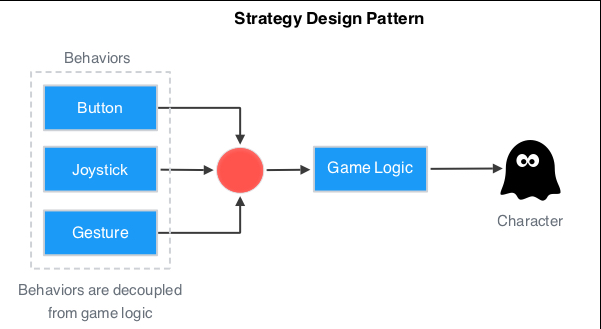 Strategy Design Pattern
Behaviors
Button
Joystick
Game Logic
Gesture
Character
Behaviors are decoupled
from game logic